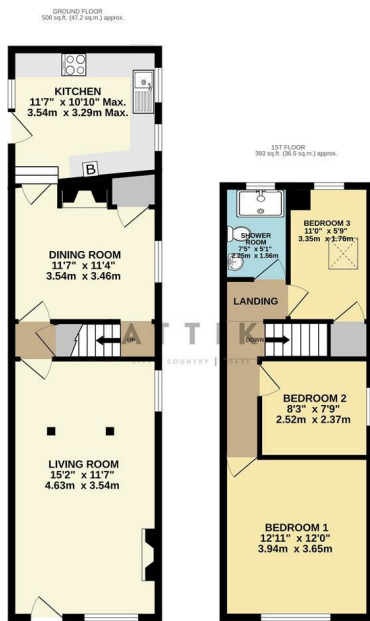 GROUND FLOOR
508 sq.ft. (47.2 sq.m.) approx.
KITCHEN
11'7" x 10'10" Max.
3.54m x 3.29m Max.
B
DINING ROOM
11'7" x 11'4"
3.54m x 3.46m
UP
LIVING ROOM
15'2" x 11'7"
4.63m x 3.54m
1ST FLOOR
393 sq.ft. (36.5 sq.m.) approx.
SHOWER
ROOM
7'5" x 5'1"
2.26m x 1.56m
BEDROOM 3
11'0" x 5'9"
3.35m x 1.76m
LANDING
DOWN
ATTIK
COUNTRY
BEDROOM 2
8'3" x 7'9"
2.52m x 2.37m
BEDROOM 1
12'11" x 12'0"
3.94m x 3.65m